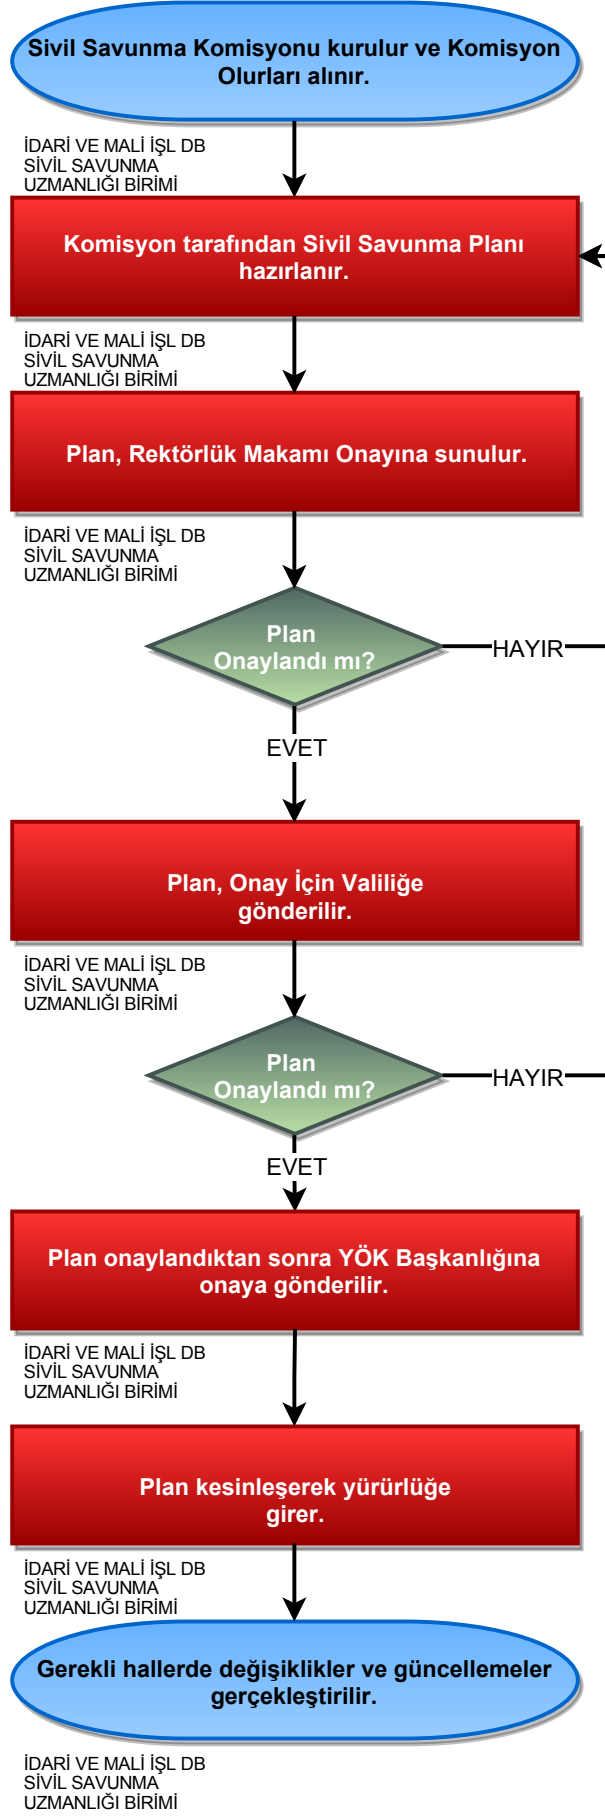 Sivil Savunma Komisyonu kurulur ve Komisyon
Olurları alınır.
İDARİ VE MALİ İŞL DB
SİVİL SAVUNMA
UZMANLIĞI BİRİMİ
Komisyon tarafından Sivil Savunma Planı
hazırlanır.
İDARİ VE MALİ İŞL DB
SİVİL SAVUNMA
UZMANLIĞI BİRİMİ
Plan, Rektörlük Makamı Onayına sunulur.
İDARİ VE MALİ İŞL DB
SİVİL SAVUNMA
UZMANLIĞI BİRİMİ
Plan
Onaylandı mı?
HAYIR
EVET
Plan, Onay İçin Valiliğe
gönderilir.
İDARİ VE MALİ İŞL DB
SİVİL SAVUNMA
UZMANLIĞI BİRİMİ
Plan
Onaylandı mı?
HAYIR
EVET
Plan onaylandıktan sonra YÖK Başkanlığına
onaya gönderilir.
İDARİ VE MALİ İŞL DB
SİVİL SAVUNMA
UZMANLIĞI BİRİMİ
Plan kesinleşerek yürürlüğe
girer.
İDARİ VE MALİ İŞL DB
SİVİL SAVUNMA
UZMANLIĞI BİRİMİ
Gerekli hallerde değişiklikler ve güncellemeler
gerçekleştirilir.
İDARİ VE MALİ İŞL DB
SİVİL SAVUNMA
UZMANLIĞI BİRİMİ